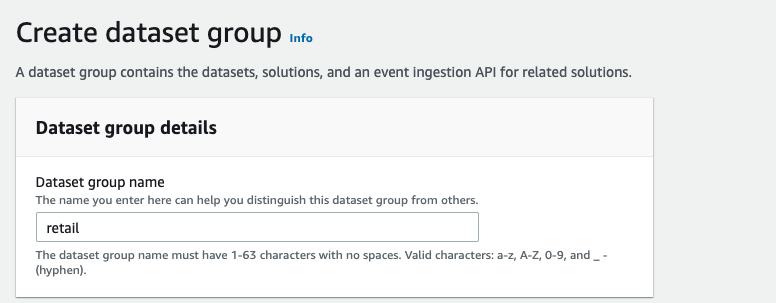 Create dataset group Info
A dataset group contains the datasets, solutions, and an event ingestion API for related solutions.
Dataset group details
Dataset group name
The name you enter here can help you distinguish this dataset group from others.
retail
The dataset group name must have 1-63 characters with no spaces. Valid characters: a-z, A-Z, 0-9, and _ -
(hyphen).